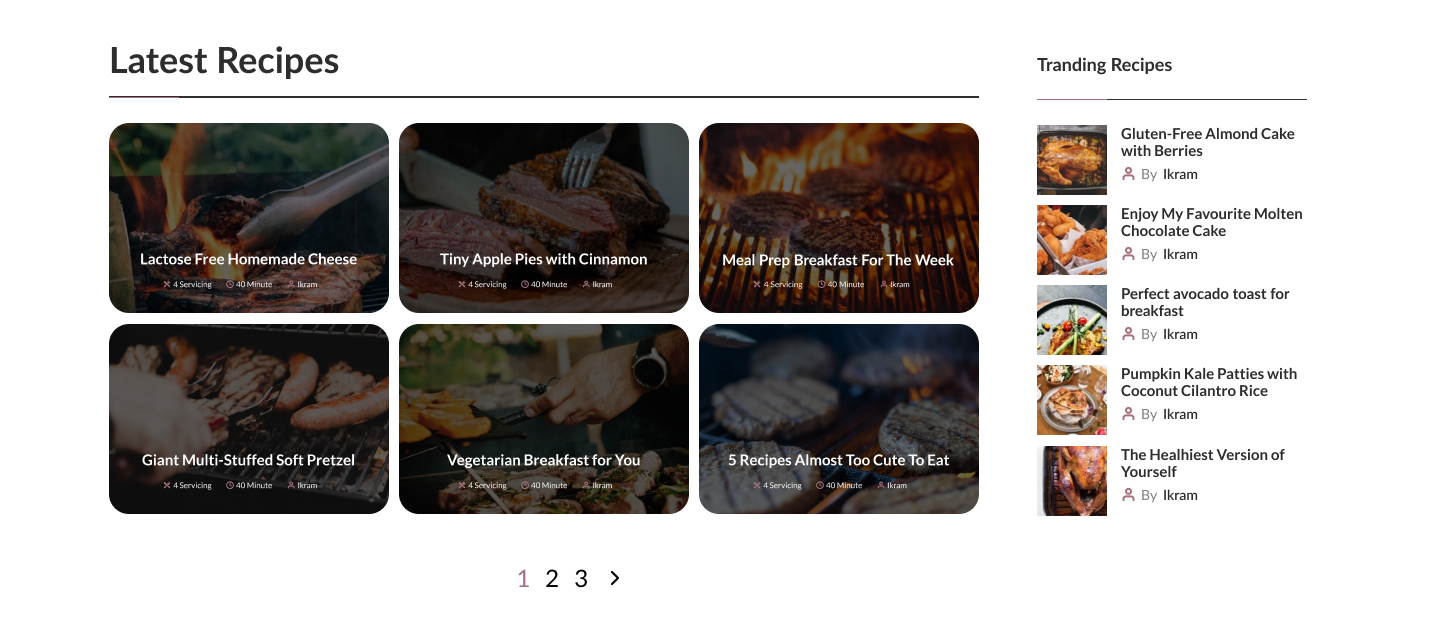 Latest Recipes
Lactose Free Homemade Cheese
4 Servicing 40 Minute Ikram
Tiny Apple Pies with Cinnamon
4 Servicing 40 Minute Ikram
Meal Prep Breakfast For The Week
4 Servicing 40 Minute Ikram
Giant Multi-Stuffed Soft Pretzel
4 Servicing 40 Minute Ikram
Vegetarian Breakfast for You
4 Servicing 40 Minute Ikram
5 Recipes Almost Too Cute To Eat
4 Servicing 40 Minute Ikram
1 2 3
Tranding Recipes
Gluten-Free Almond Cake
with Berries
By Ikram
Enjoy My Favourite Molten
Chocolate Cake
By Ikram
Perfect avocado toast for
breakfast
By Ikram
Pumpkin Kale Patties with
Coconut Cilantro Rice
By Ikram
The Healhiest Version of
Yourself
By Ikram